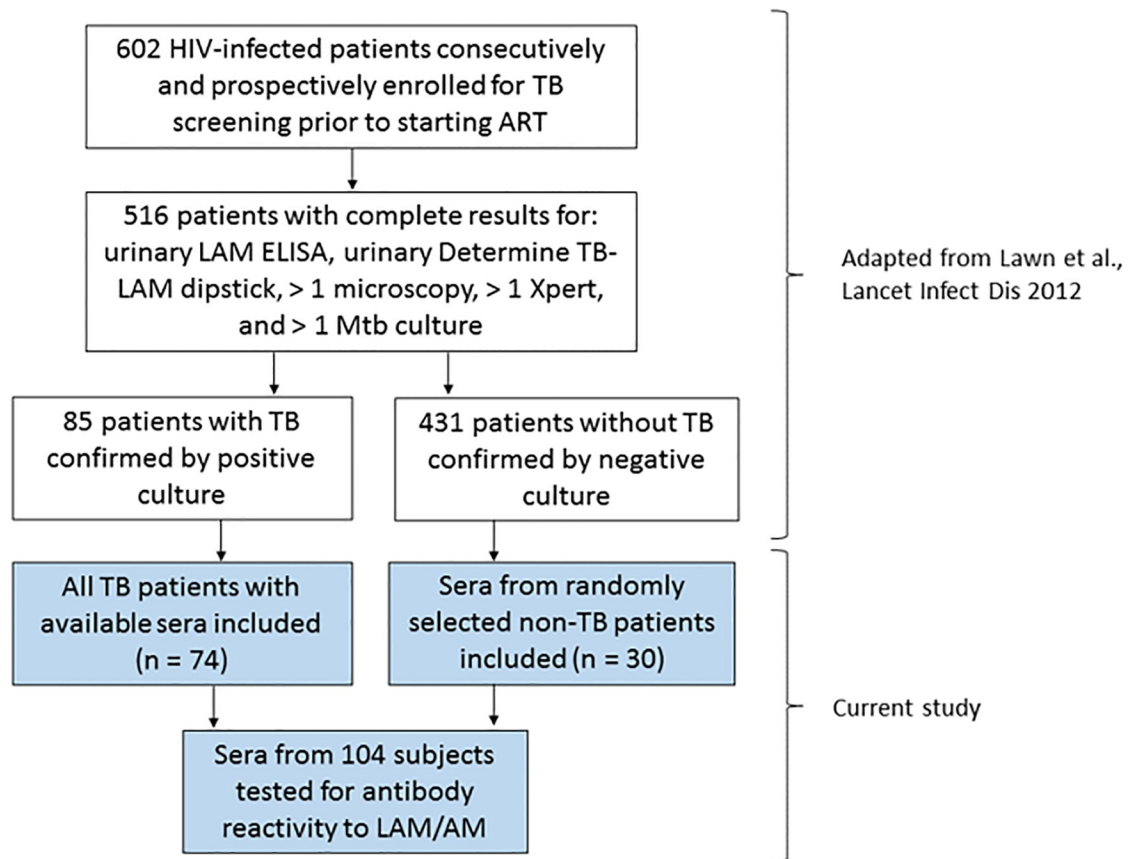 602 HIV-infected patients consecutively
and prospectively enrolled for TB
screening prior to starting ART
516 patients with complete results for:
urinary LAM ELISA, urinary Determine TB-
LAM dipstick, > 1 microscopy, > 1 Xpert,
and > 1 Mtb culture
Adapted from Lawn et al.,
Lancet Infect Dis 2012
85 patients with TB
confirmed by positive
culture
431 patients without TB
confirmed by negative
culture
All TB patients with
available sera included
(n = 74)
Sera from randomly
selected non-TB patients
included (n = 30)
Current study
Sera from 104 subjects
tested for antibody
reactivity to LAM/AM